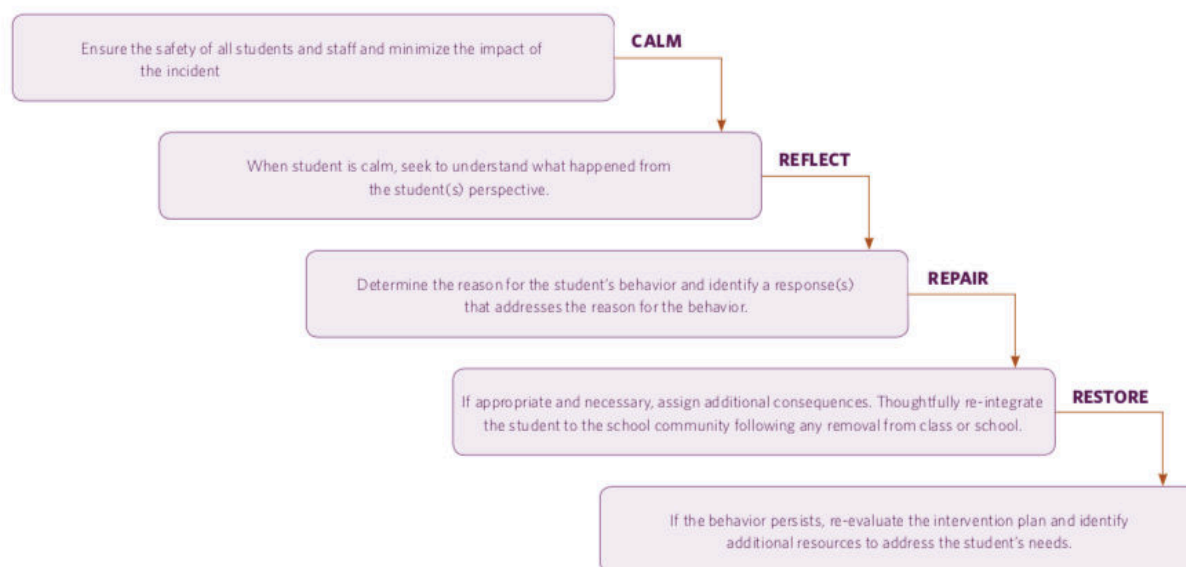 Ensure the safety of all students and staff and minimize the impact of
the incident
CALM
When student is calm, seek to understand what happened from
the student(s) perspective.
REFLECT
Determine the reason for the student's behavior and identify a response(s)
that addresses the reason for the behavior.
REPAIR
If appropriate and necessary, assign additional consequences. Thoughtfully re-integrate
the student to the school community following any removal from class or school.
RESTORE
If the behavior persists, re-evaluate the intervention plan and identify
additional resources to address the student's needs.